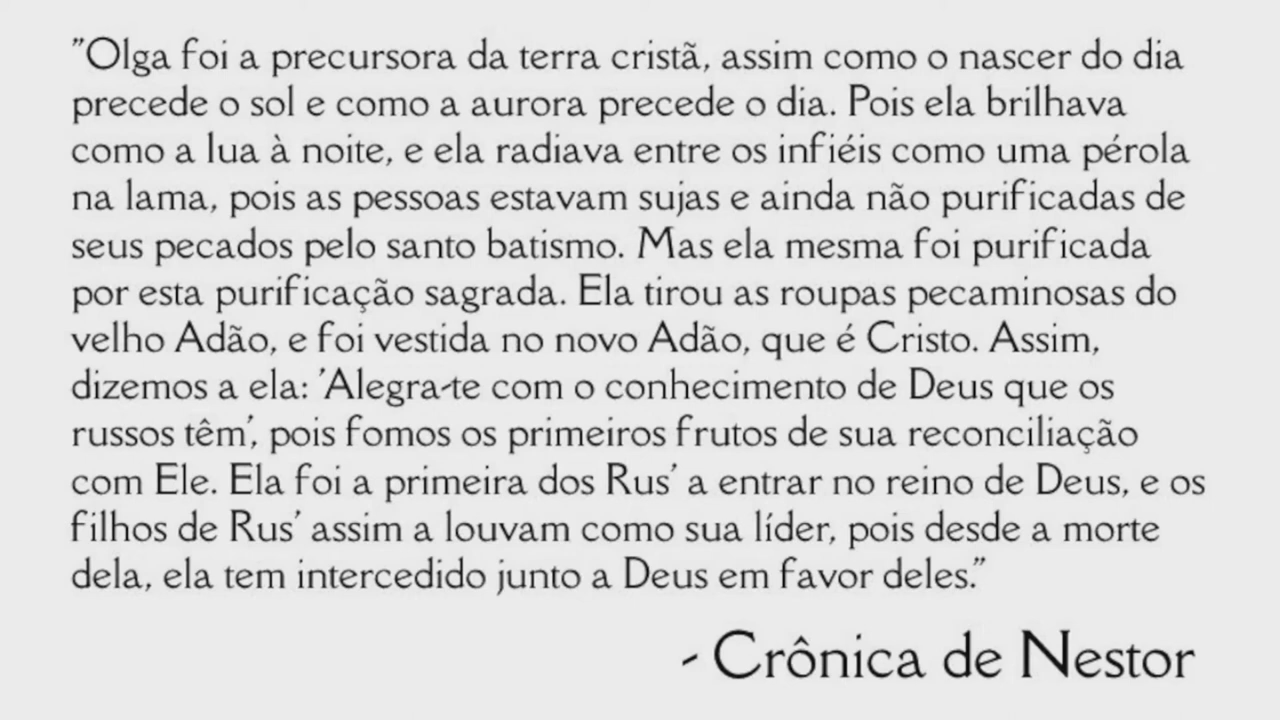 "Olga foi a precursora da terra cristã, assim como o nascer do dia
precede o sol e como a aurora precede o dia. Pois ela brilhava
como a lua à noite, e ela radiava entre os infiéis como uma pérola
na lama, pois as pessoas estavam sujas e ainda não purificadas de
seus pecados pelo santo batismo. Mas ela mesma foi purificada
por esta purificação sagrada. Ela tirou as roupas pecaminosas do
velho Adão, e foi vestida no novo Adão, que é Cristo. Assim,
dizemos a ela: 'Alegra-te com o conhecimento de Deus que os
russos têm', pois fomos os primeiros frutos de sua reconciliação
com Ele. Ela foi a primeira dos Rus' a entrar no reino de Deus, e os
filhos de Rus' assim a louvam como sua líder, pois desde a morte
dela, ela tem intercedido junto a Deus em favor deles."
- Crônica de Nestor